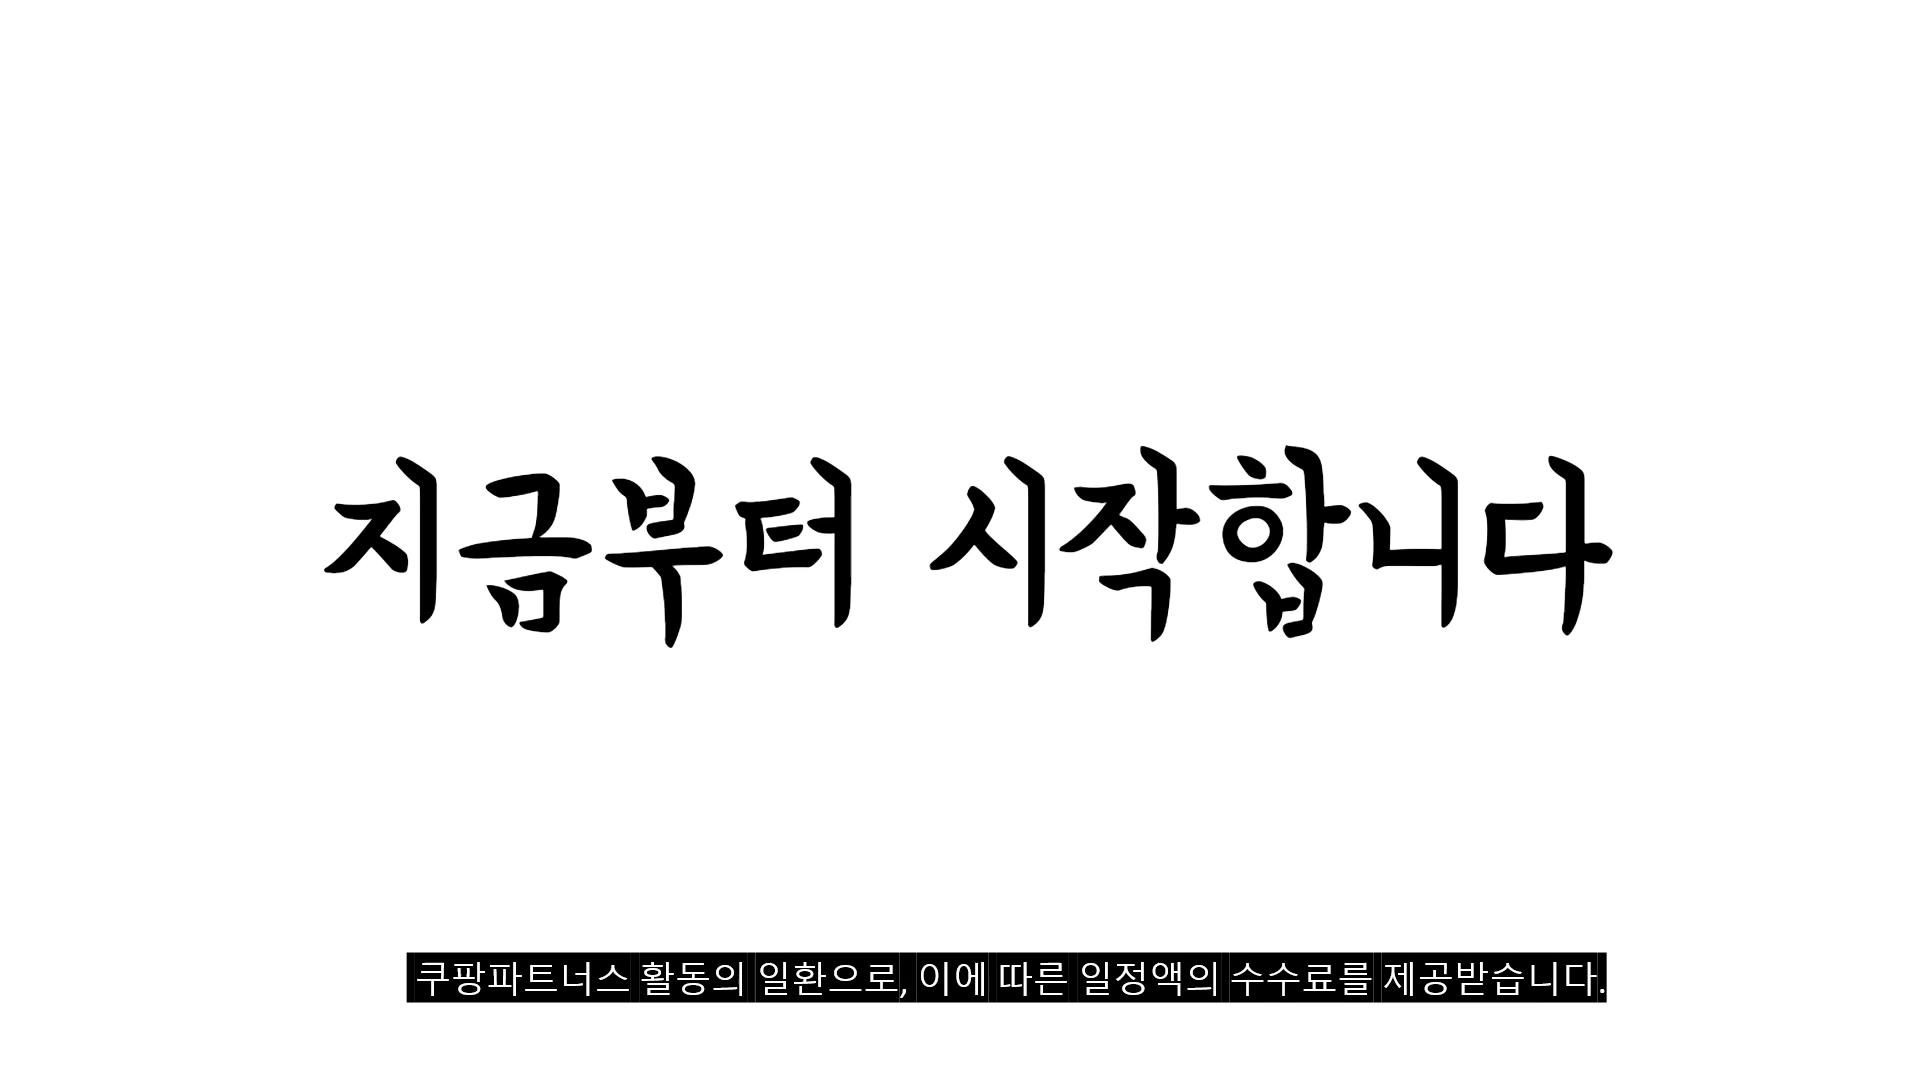 지금부터 시작합니다
쿠팡파트너스 활동의 일환으로, 이에 따른 일정액의 수수료를 제공받습니다.